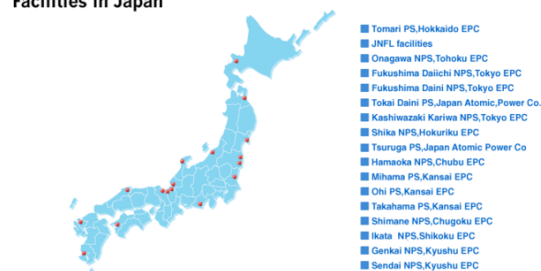 Facilities in Japan
Tomari PS,Hokkaido EPC
JNFL facilities
Onagawa NPS,Tohoku EPC
Fukushima Daiichi NPS,Tokyo EPC
Fukushima Daini NPS,Tokyo EPC
Tokai Daini PS,Japan Atomic,Power Co.
Kashiwazaki Kariwa NPS,Tokyo EPC
Shika NPS,Hokuriku EPC
Tsuruga PS,Japan Atomic Power Co
Hamaoka NPS,Chubu EPC
Mihama PS,Kansai EPC
Ohi PS,Kansai EPC
Takahama PS,Kansai EPC
Shimane NPS,Chugoku EPC
Ikata NPS.Shikoku EPC
Genkai NPS,Kyushu EPC
Sendai NPS,Kyushu EPC